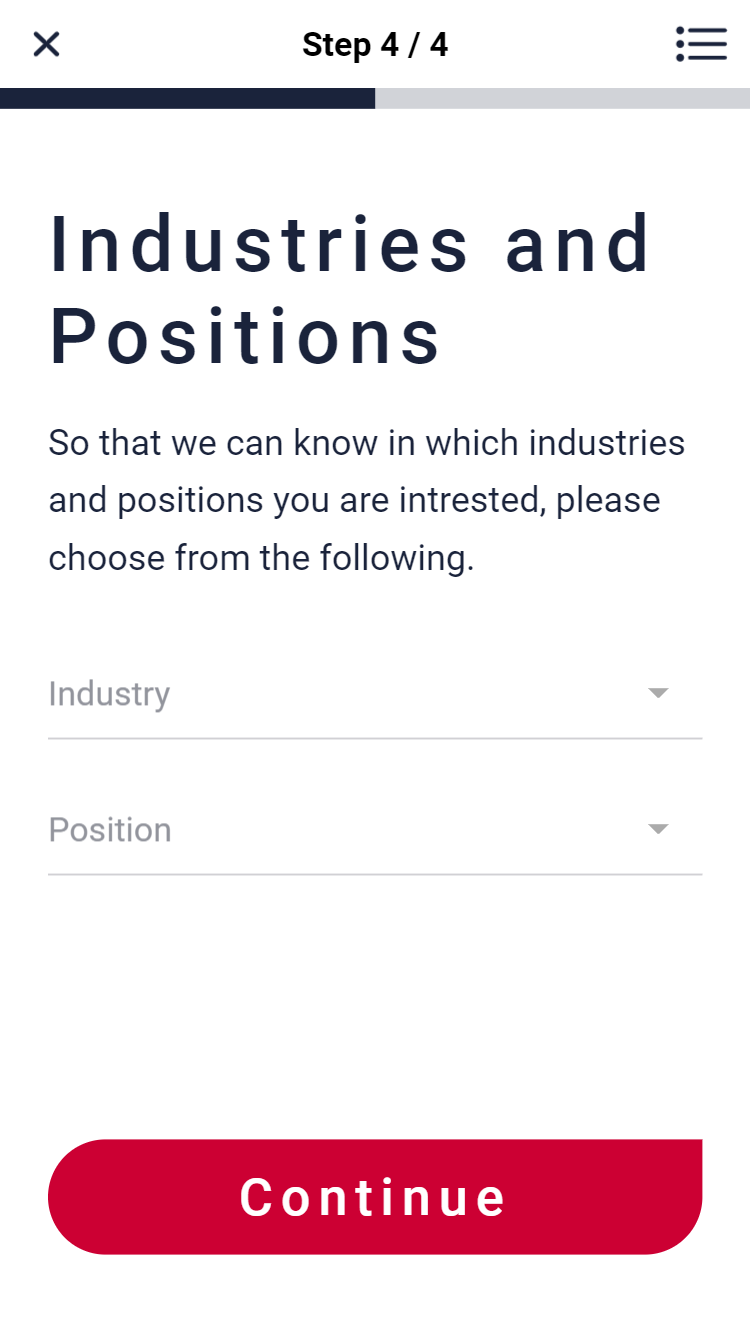 Step 4 / 4
Industries and
Positions
So that we can know in which industries
and positions you are intrested, please
choose from the following.
Industry
Position
Continue